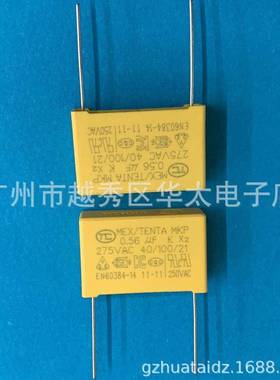 EN60384-14 11-11 250VAC
275VAC 40/100/21
0.56 µF K X2
MEX/TENTA MKP
广州市越秀区华太电子厂
MEX/TENTA MKP
0.56 µF K X2
275VAC 40/100/21
EN60384-14 11-11 250VAC
gzhuataidz.1688.